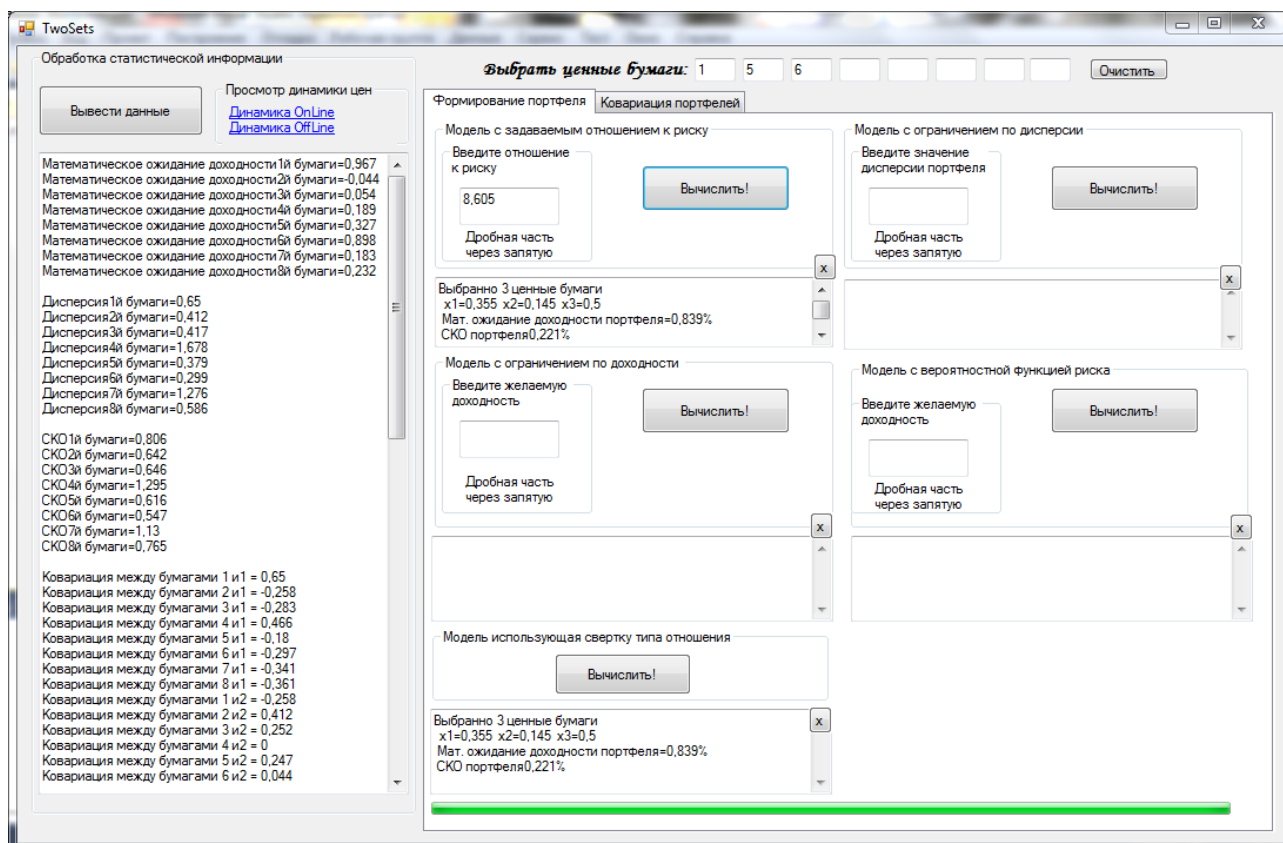 TwoSets
Обработка статистической информации
Вывести данные
Просмотр динамики цен
Динамика OnLine
Динамика OffLine
Математическое ожидание доходности1й бумаги=0,967
Математическое ожидание доходности2й бумаги=-0,044
Математическое ожидание доходности3й бумаги=0,054
Математическое ожидание доходности4й бумаги=0,189
Математическое ожидание доходности5й бумаги=0,327
Математическое ожидание доходности6й бумаги=0,898
Математическое ожидание доходности7й бумаги=0,183
Математическое ожидание доходности8й бумаги=0,232
Дисперсия1й бумаги=0,65
Дисперсия2й бумаги=0,412
Дисперсия3й бумаги=0,417
Дисперсия4й бумаги=1,678
Дисперсия5й бумаги=0,379
Дисперсия6й бумаги=0,299
Дисперсия7й бумаги=1,276
Дисперсия8й бумаги=0,586
СКО1й бумаги=0,806
СКО2й бумаги=0,642
СКО3й бумаги=0,646
СКО4й бумаги=1,295
СКО5й бумаги=0,616
СКО6й бумаги=0,547
СКО7й бумаги=1,13
СКО8й бумаги=0,765
Ковариация между бумагами 1 и1 = 0,65
Ковариация между бумагами 2 и1 = -0,258
Ковариация между бумагами 3 и1 = -0,283
Ковариация между бумагами 4 и1 = 0,466
Ковариация между бумагами 5 и1 = -0,18
Ковариация между бумагами 6 и1 = -0,297
Ковариация между бумагами 7 и1 = -0,341
Ковариация между бумагами 8 и1 = -0,361
Ковариация между бумагами 1 и2 = -0,258
Ковариация между бумагами 2 и2 = 0,412
Ковариация между бумагами 3 и2 = 0,252
Ковариация между бумагами 4 и2 = 0
Ковариация между бумагами 5 и2 = 0,247
Ковариация между бумагами 6 и2 = 0,044
Выбрать ценные бумаги: 1 5 6 Очистить
Формирование портфеля Ковариация портфелей
Модель с задаваемым отношением к риску
Введите отношение
к риску
8,605
Дробная часть
через запятую
Вычислить!
x
Выбранно 3 ценные бумаги
x1=0,355 x2=0,145 x3=0,5
Мат. ожидание доходности портфеля=0,839%
СКО портфеля0,221%
Модель с ограничением по дисперсии
Введите значение
дисперсии портфеля
Дробная часть
через запятую
Вычислить!
x
Модель с ограничением по доходности
Введите желаемую
доходность
Дробная часть
через запятую
Вычислить!
x
Модель с вероятностной функцией риска
Введите желаемую
доходность
Дробная часть
через запятую
Вычислить!
x
Модель использующая свертку типа отношения
Вычислить!
x
Выбранно 3 ценные бумаги
x1=0,355 x2=0,145 x3=0,5
Мат. ожидание доходности портфеля=0,839%
СКО портфеля0,221%